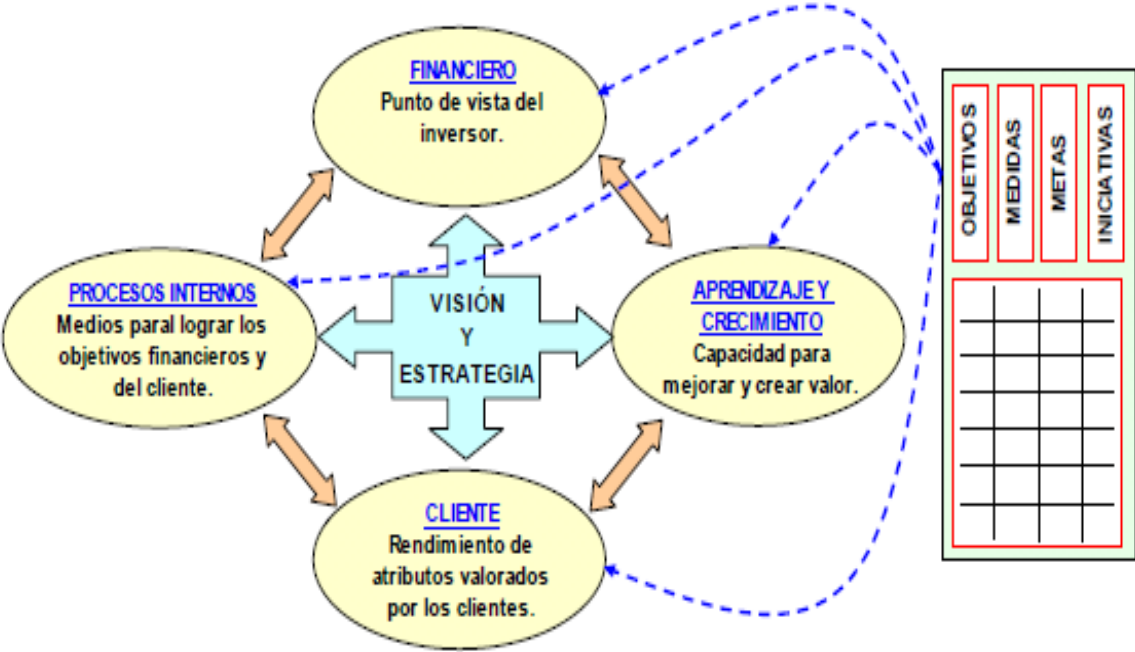 FINANCIERO
Punto de vista del
inversor.
PROCESOS INTERNOS
Medios paral lograr los
objetivos financieros y
del cliente.
VISIÓN
Y
ESTRATEGIA
APRENDIZAJE Y
CRECIMIENTO
Capacidad para
mejorar y crear valor.
CLIENTE
Rendimiento de
atributos valorados
por los clientes.
OBJETIVOS
MEDIDAS
METAS
INICIATIVAS